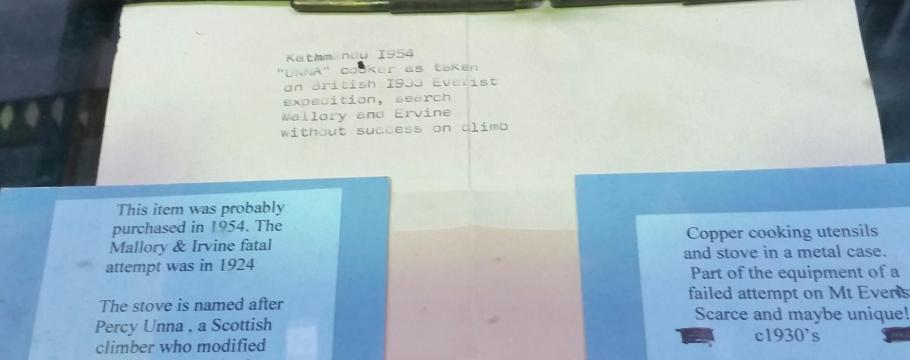 Kathmandu I954
"UNNA" cooker as taken
on British I933 Everist
expedition, search
Mallory and Ervine
without success on climb
This item was probably
purchased in 1954. The
Mallory & Irvine fatal
attempt was in 1924
The stove is named after
Percy Unna , a Scottish
climber who modified
Copper cooking utensils
and stove in a metal case.
Part of the equipment of a
failed attempt on Mt
Scarce and maybe unique!
c1930's